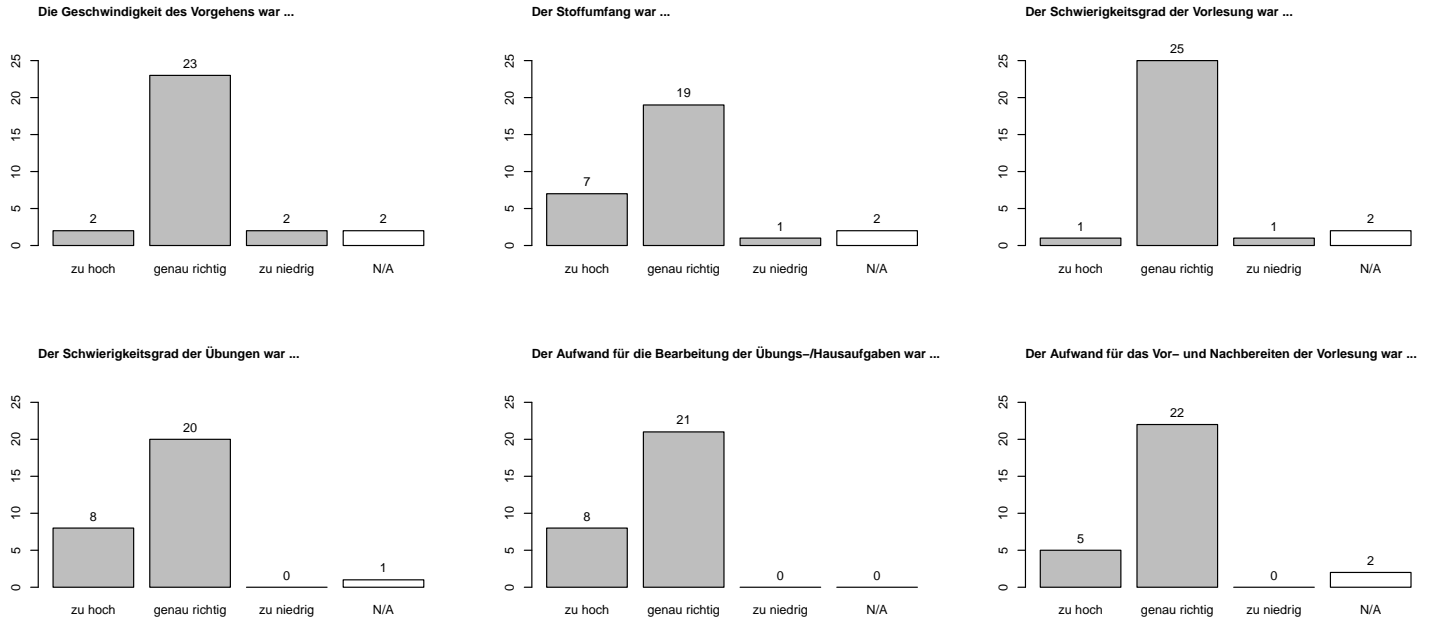 Die Geschwindigkeit des Vorgehens war ...
25
20
15
10
5
0
2
23
2
2
zu hoch
genau richtig
zu niedrig
N/A
Der Stoffumfang war ...
25
20
15
10
5
0
7
19
1
2
zu hoch
genau richtig
zu niedrig
N/A
Der Schwierigkeitsgrad der Vorlesung war ...
25
20
15
10
5
0
1
25
1
2
zu hoch
genau richtig
zu niedrig
N/A
Der Schwierigkeitsgrad der Übungen war ...
25
20
15
10
5
0
8
20
0
1
zu hoch
genau richtig
zu niedrig
N/A
Der Aufwand für die Bearbeitung der Übungs−/Hausaufgaben war ...
25
20
15
10
5
0
8
21
0
0
zu hoch
genau richtig
zu niedrig
N/A
Der Aufwand für das Vor− und Nachbereiten der Vorlesung war ...
25
20
15
10
5
0
5
22
0
2
zu hoch
genau richtig
zu niedrig
N/A